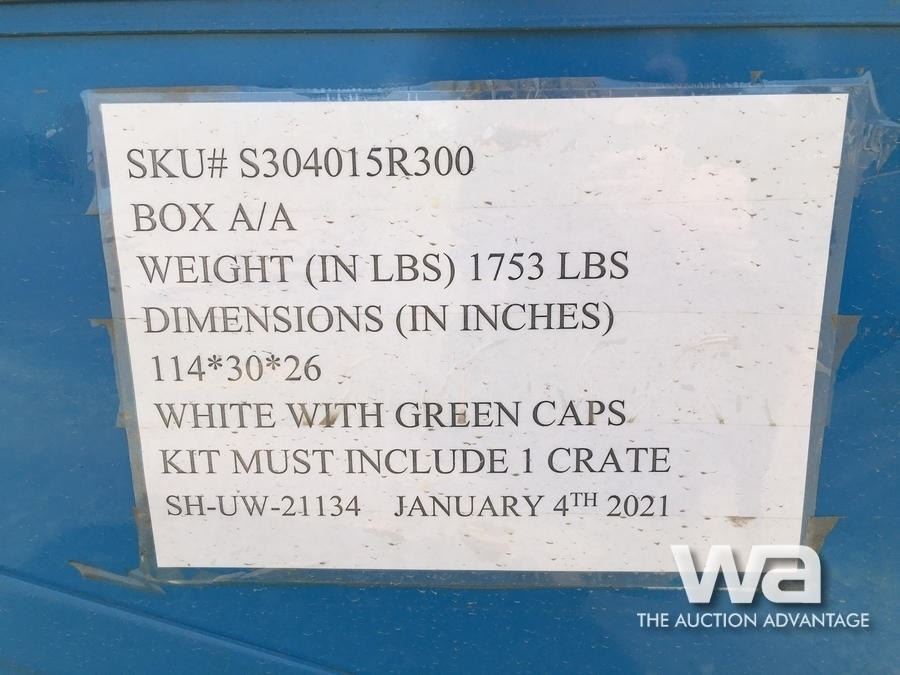 SKU# S304015R300
BOX A/A
WEIGHT (IN LBS) 1753 LBS
DIMENSIONS (IN INCHES)
114*30*26
WHITE WITH GREEN CAPS
KIT MUST INCLUDE 1 CRATE
SH-UW-21134 JANUARY 4TH 2021
wa
THE AUCTION ADVANTAGE